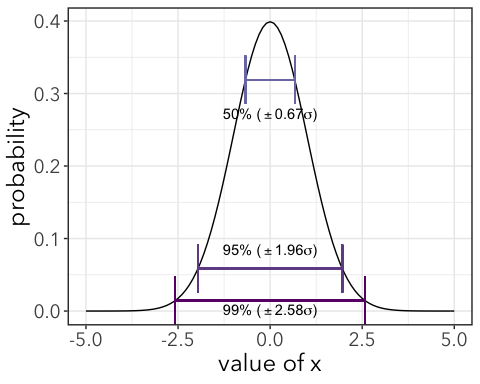 0.4
0.3
0.2
0.1
0.0
probability
50% (±0.67σ)
95% (±1.96σ)
99% (±2.58σ)
-5.0 -2.5 0.0 2.5 5.0
value of x